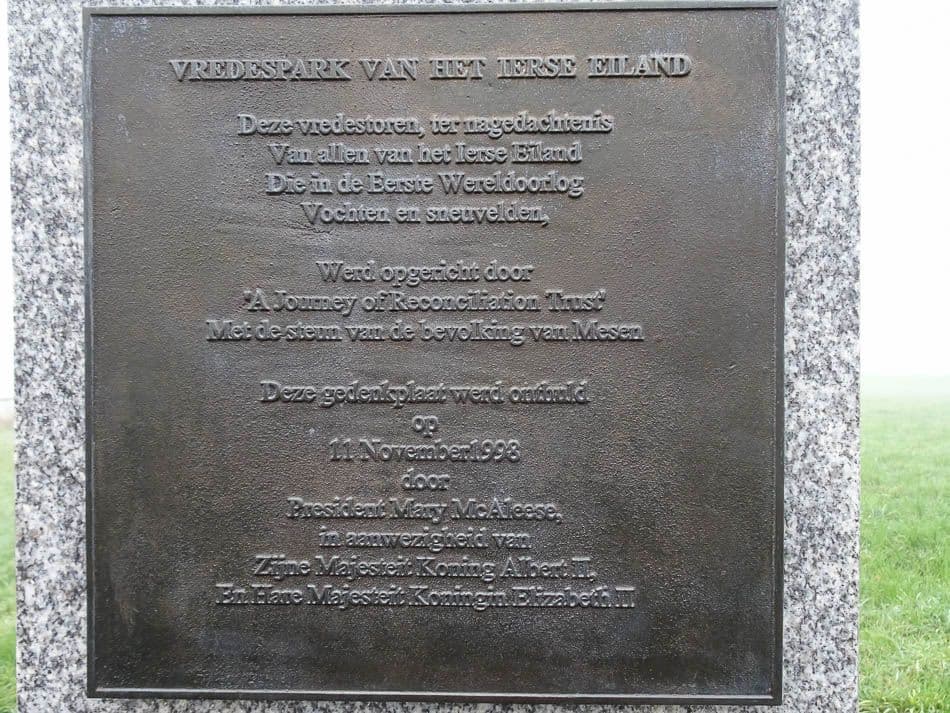 VREDESPARK VAN HET IERSE EILAND
Deze vredestoren, ter nagedachtenis
Van allen van het Ierse Eiland
Die in de Eerste Wereldoorlog
Vochten en sneuvelden,
Werd opgericht door
'A Journey of Reconciliation Trust'
Met de steun van de bevolking van Mesen
Deze gedenkplaat werd onthuld
op
11 November1998
door
President Mary McAleese,
in aanwezigheid van
Zijne Majesteit Koning Albert II,
En Hare Majesteit Koningin Elizabeth II